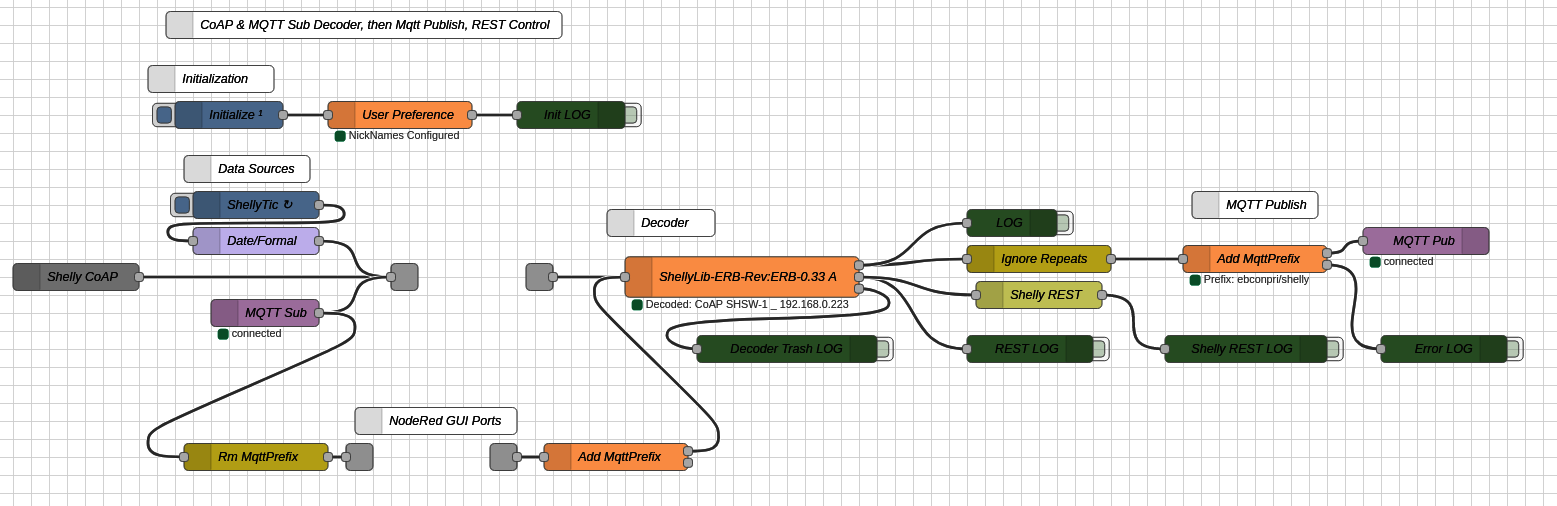 CoAP & MQTT Sub Decoder, then Mqtt Publish, REST Control
Initialization
Initialize ¹
User Preference
Init LOG
NickNames Configured
Data Sources
ShellyTic ↻
Date/Formal
Shelly CoAP
MQTT Sub
connected
Decoder
ShellyLib-ERB-Rev:ERB-0.33 A
Decoded: CoAP SHSW-1 _ 192.168.0.223
Decoder Trash LOG
LOG
Ignore Repeats
Shelly REST
REST LOG
MQTT Publish
Add MqttPrefix
Prefix: ebconpri/shelly
MQTT Pub
connected
Shelly REST LOG
Error LOG
NodeRed GUI Ports
Rm MqttPrefix
Add MqttPrefix